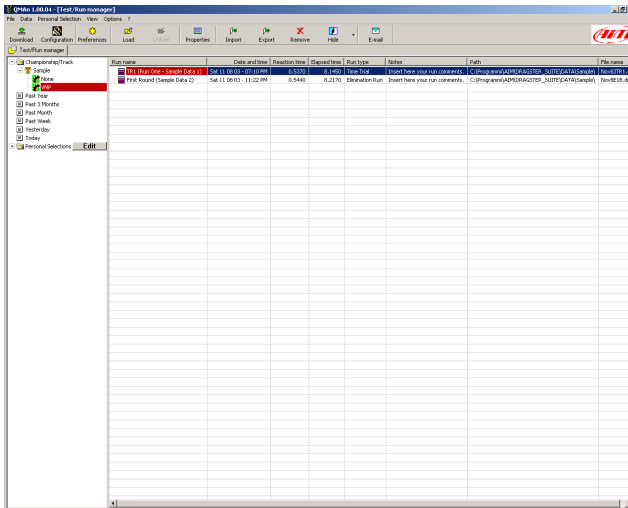 QMAn 1.00.04 - [Test/Run manager]
File Data Personal Selection View Options ?
Download Configuration Preferences Load Unload Properties Import Export Remove Hide E-mail
AIM
Test/Run manager
Championship/Track
Sample
None
VMP
Past Year
Past 3 Months
Past Month
Past Week
Yesterday
Today
Personal Selections Edit
Run name Date and time Reaction time Elapsed time Run type Notes Path File name
TR1 (Run One - Sample Data 1) Sat 11 08 03 - 07:10 PM 0.5370 8.1450 Time Trial Insert here your run comments. C:\Programmi\AIM\DRAGSTER_SUITE\DATA\Sample\
First Round (Sample Data 2) Sat 11 08 03 - 11:22 PM 0.5440 8.2170 Elimination Run Insert here your run comments. C:\Programmi\AIM\DRAGSTER_SUITE\DATA\Sample\